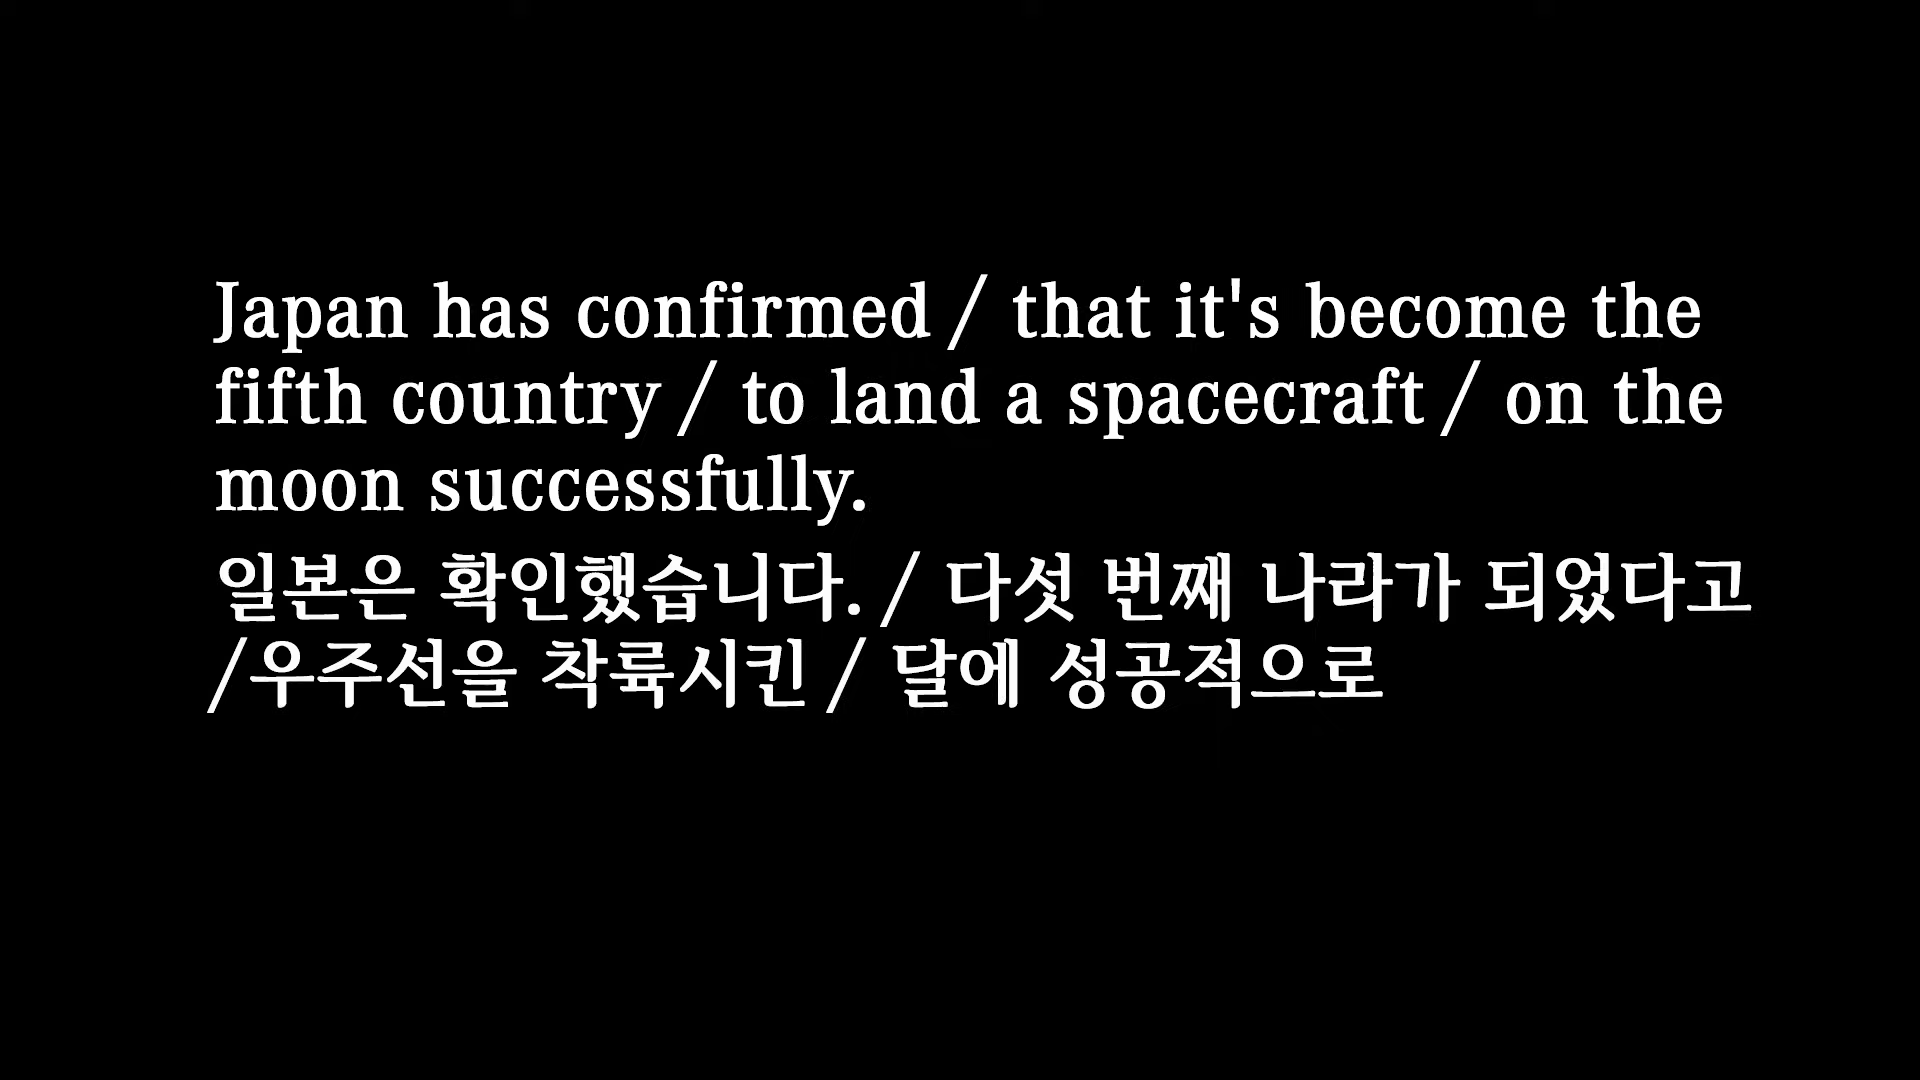 Japan has confirmed / that it's become the
fifth country / to land a spacecraft / on the
moon successfully.
일본은 확인했습니다. / 다섯 번째 나라가 되었다고
/우주선을 착륙시킨 / 달에 성공적으로